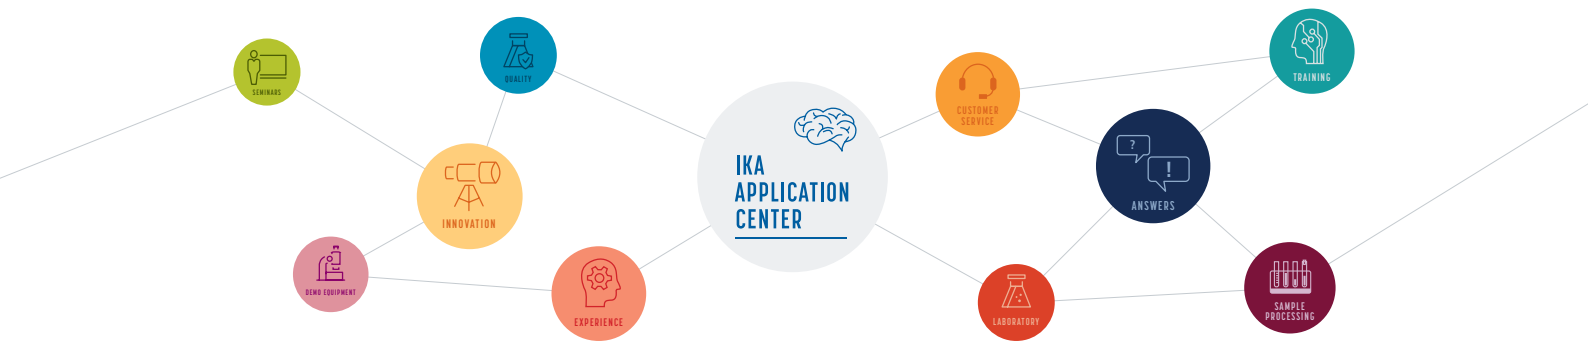 SEMINARS
QUALITY
INNOVATION
DEMO EQUIPMENT
EXPERIENCE
IKA
APPLICATION
CENTER
CUSTOMER
SERVICE
TRAINING
?
!
ANSWERS
LABORATORY
SAMPLE
PROCESSING